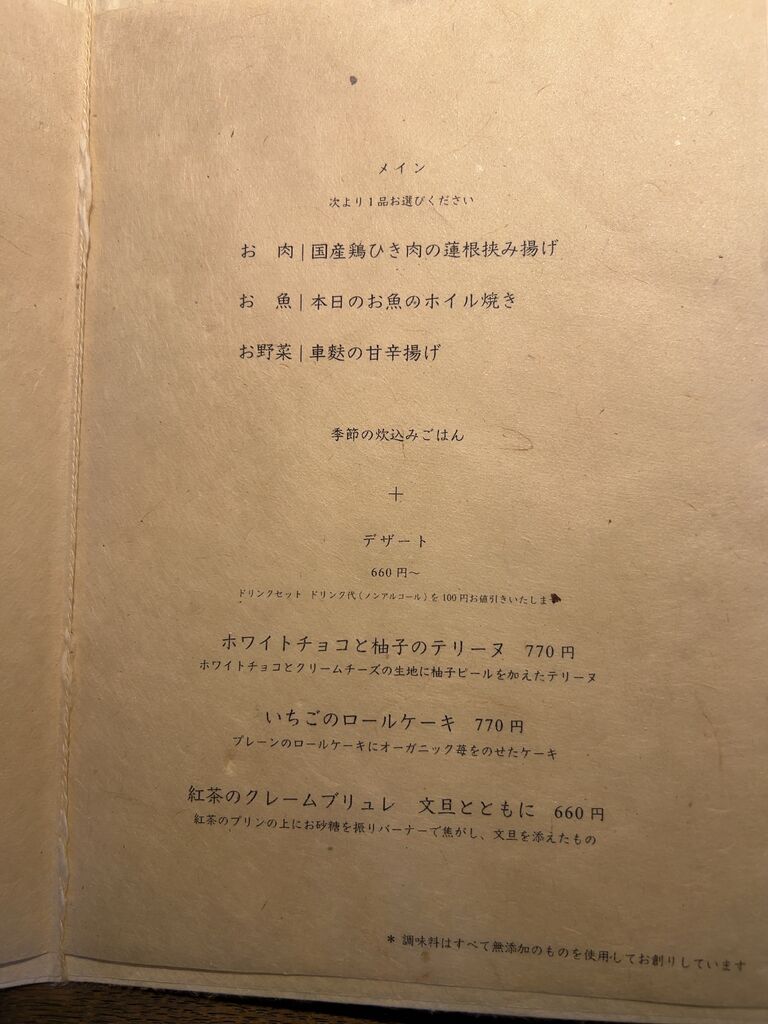 メイン
次より1品お選びください
お　肉 | 国産鶏ひき肉の蓮根挟み揚げ
お　魚 | 本日のお魚のホイル焼き
お野菜 | 車麩の甘辛揚げ
季節の炊込みごはん
+
デザート
660円～
ドリンクセット　ドリンク代(ノンアルコール)を100円お値引きいたしま
ホワイトチョコと柚子のテリーヌ　770円
ホワイトチョコとクリームチーズの生地に柚子ピールを加えたテリーヌ
いちごのロールケーキ　770円
プレーンのロールケーキにオーガニック苺をのせたケーキ
紅茶のクレームブリュレ　文旦とともに　660円
紅茶のプリンの上にお砂糖を振りバーナーで焦がし、文旦を添えたもの
* 調味料はすべて無添加のものを使用してお創りしています